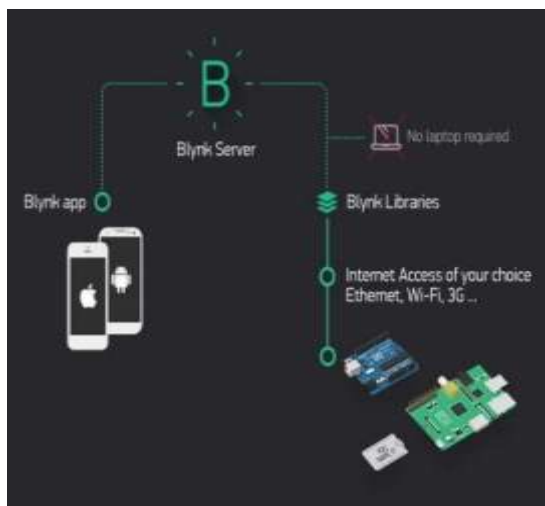 B
Blynk Server
No laptop required
Blynk app
Blynk Libraries
Internet Access of your choice
Ethernet, Wi-Fi, 3G ...